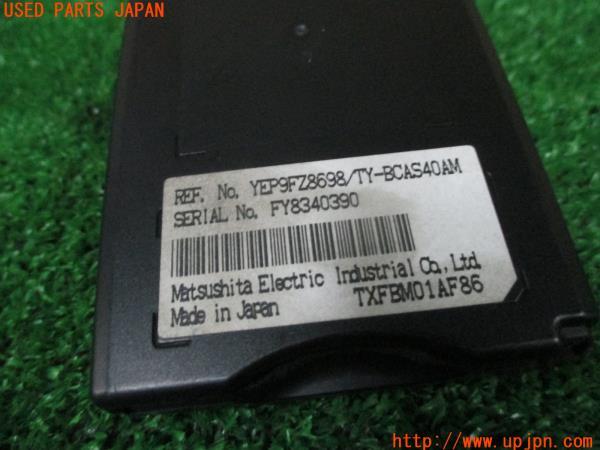 USED PARTS JAPAN
REF. No. YEP9FZ8698/TY-BCAS40AM
SERIAL No. FY8340390
Matsushita Electric Industrial Co., Ltd.
Made in Japan TXFBM01AF86
http://www.upjpn.com/